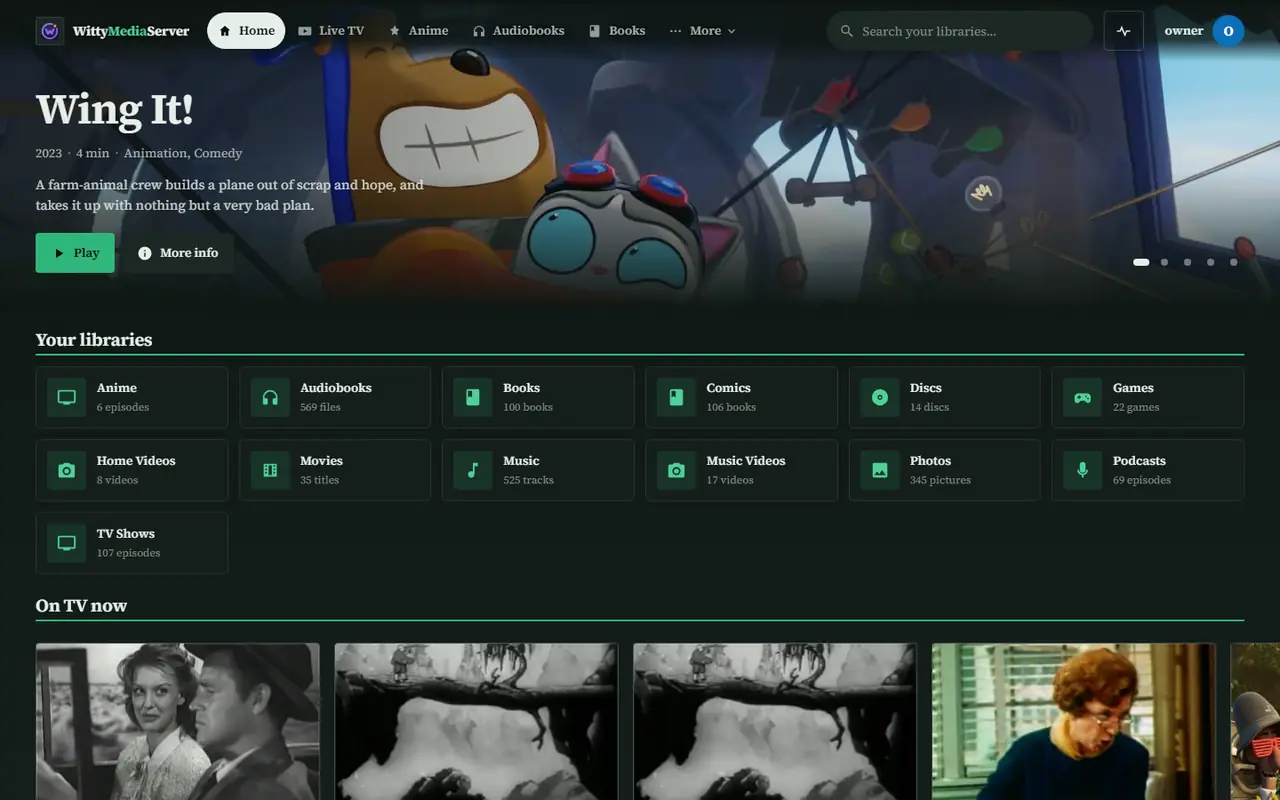 WittyMediaServer
Home
Live TV
Anime
Audiobooks
Books
More
Search your libraries...
owner
O
Wing It!
2023 · 4 min · Animation, Comedy
A farm-animal crew builds a plane out of scrap and hope, and
takes it up with nothing but a very bad plan.
Play
More info
Your libraries
Anime
6 episodes
Audiobooks
569 files
Books
100 books
Comics
106 books
Discs
14 discs
Games
22 games
Home Videos
8 videos
Movies
35 titles
Music
525 tracks
Music Videos
17 videos
Photos
345 pictures
Podcasts
69 episodes
TV Shows
107 episodes
On TV now